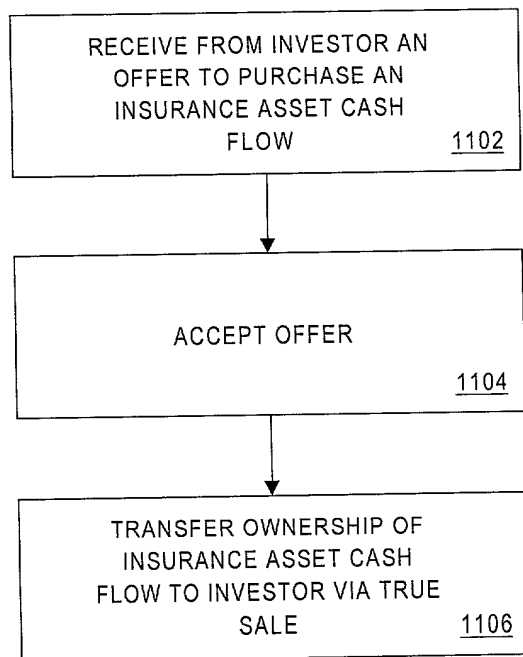 RECEIVE FROM INVESTOR AN
OFFER TO PURCHASE AN
INSURANCE ASSET CASH
FLOW
1102
ACCEPT OFFER
1104
TRANSFER OWNERSHIP OF
INSURANCE ASSET CASH
FLOW TO INVESTOR VIA TRUE
SALE
1106